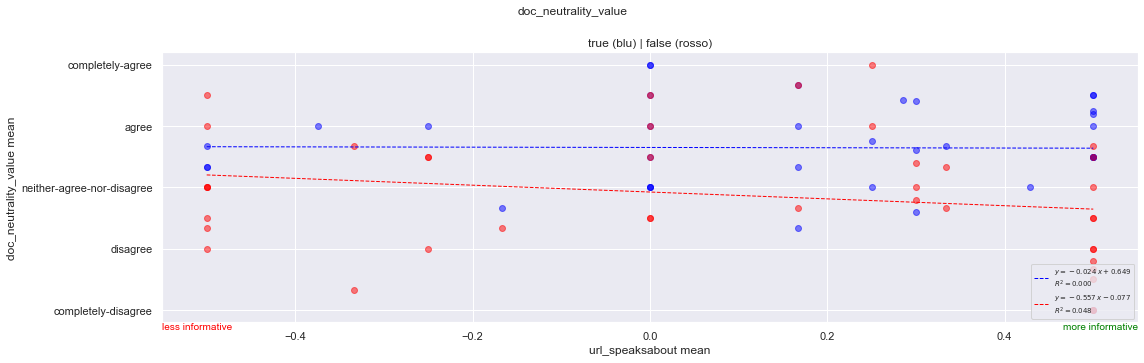 doc_neutrality_value
true (blu) | false (rosso)
completely-agree
agree
neither-agree-nor-disagree
disagree
completely-disagree
doc_neutrality_value mean
y = −0.024 x + 0.649
R² = 0.000
y = −0.557 x − 0.077
R² = 0.048
less informative
more informative
−0.4 −0.2 0.0 0.2 0.4
url_speaksabout mean